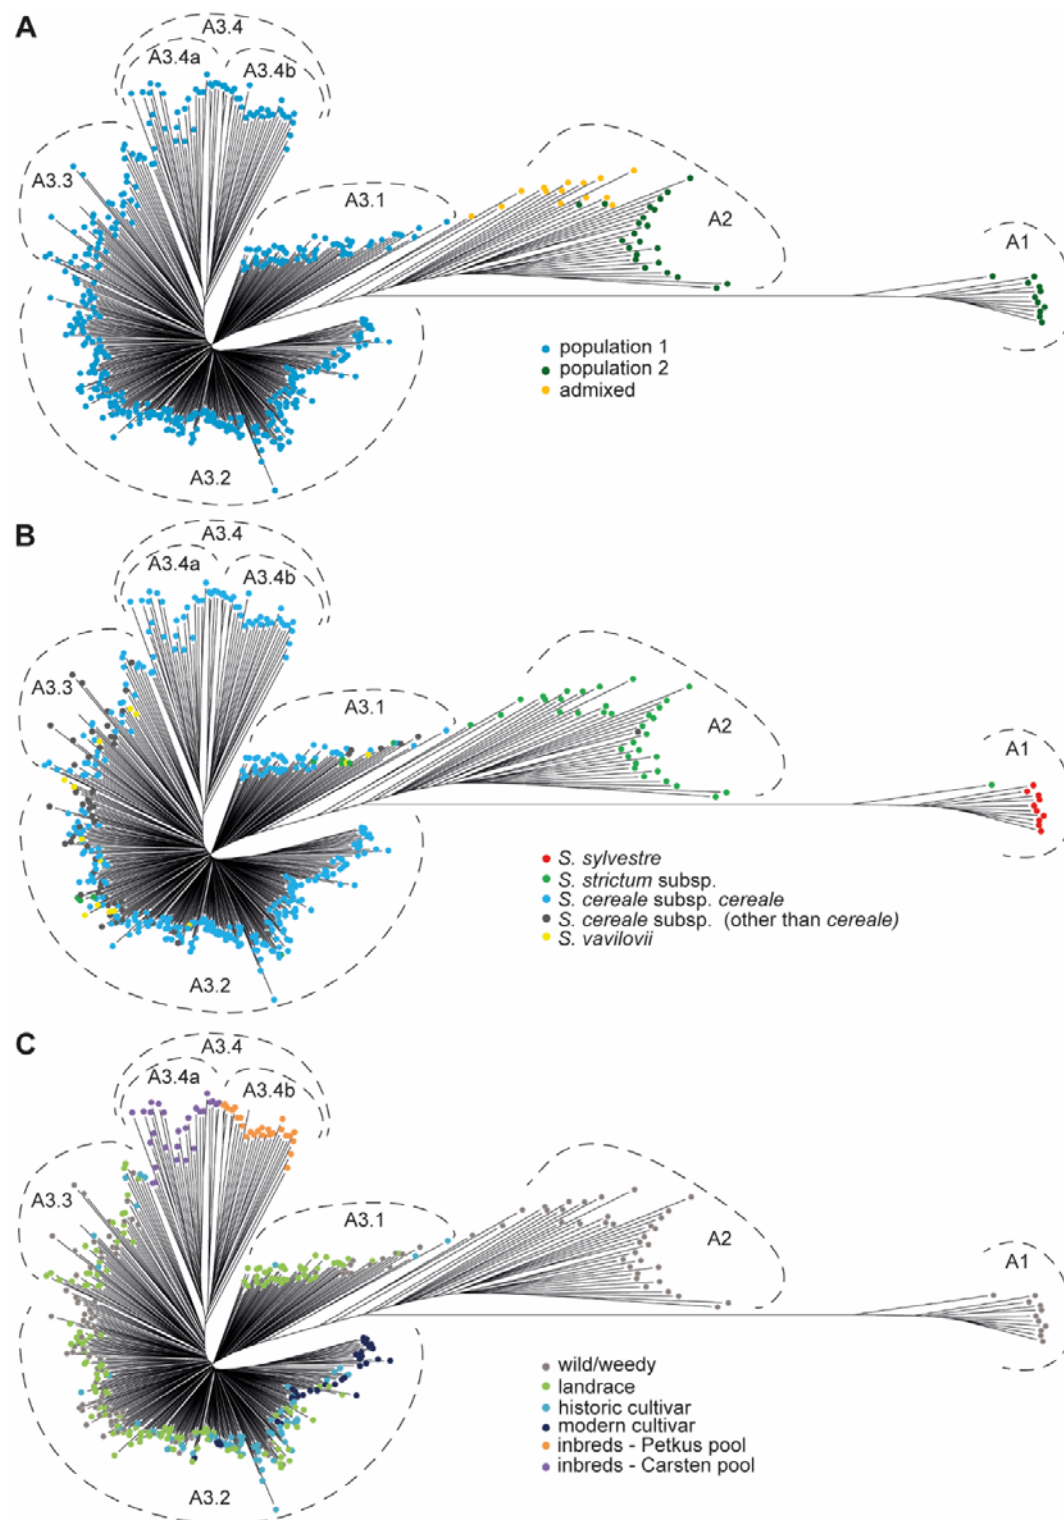 A
A3.4
A3.4a
A3.4b
A3.3
A3.1
A2
A1
population 1
population 2
admixed
A3.2
B
A3.4
A3.4a
A3.4b
A3.3
A3.1
A2
A1
S. sylvestre
S. strictum subsp.
S. cereale subsp. cereale
S. cereale subsp. (other than cereale)
S. vavilovii
A3.2
C
A3.4
A3.4a
A3.4b
A3.3
A3.1
A2
A1
wild/weedy
landrace
historic cultivar
modern cultivar
inbreds - Petkus pool
inbreds - Carsten pool
A3.2